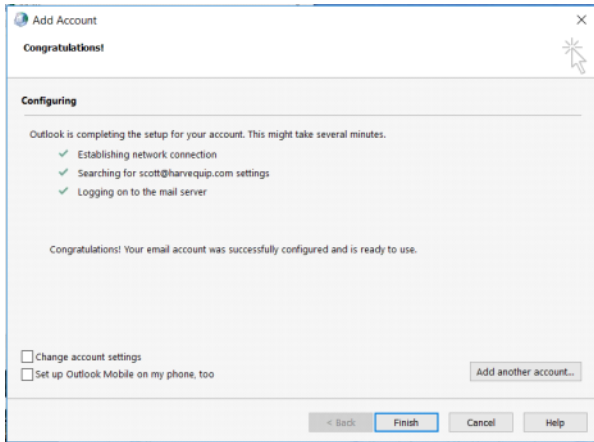 Add Account
Congratulations!
Configuring
Outlook is completing the setup for your account. This might take several minutes.
Establishing network connection
Searching for scott@harvequip.com settings
Logging on to the mail server
Congratulations! Your email account was successfully configured and is ready to use.
Change account settings
Set up Outlook Mobile on my phone, too
Add another account...
< Back Finish Cancel Help